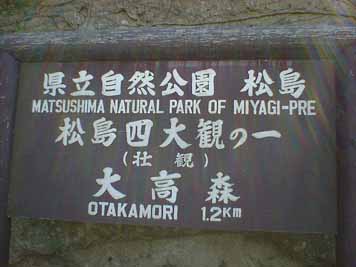 県立自然公園 松島
MATSUSHIMA NATURAL PARK OF MIYAGI-PRE
松島四大観の一
(壮観)
大高森
OTAKAMORI 1.2KM